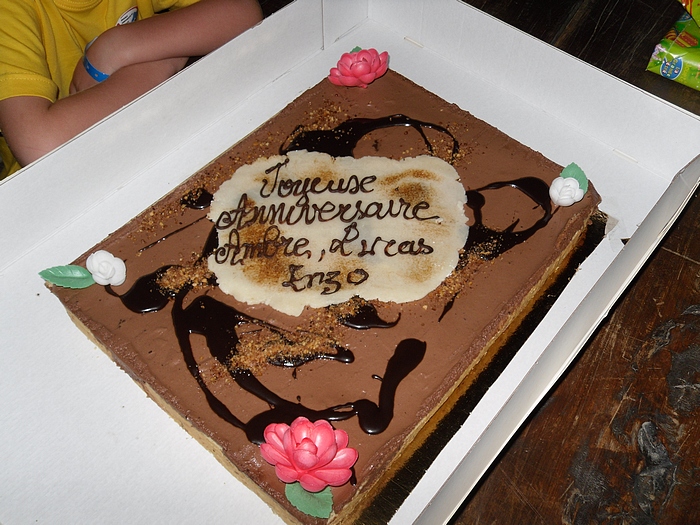 Joyeuse
Anniversaire
Ambre, Lucas
Enzo